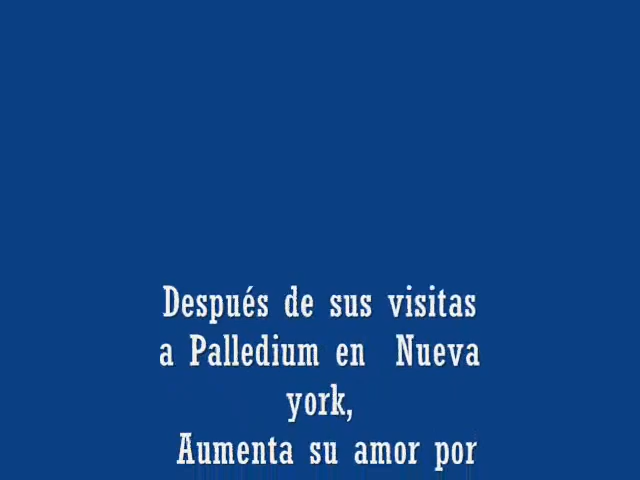 Después de sus visitas
a Palledium en Nueva
york,
Aumenta su amor por